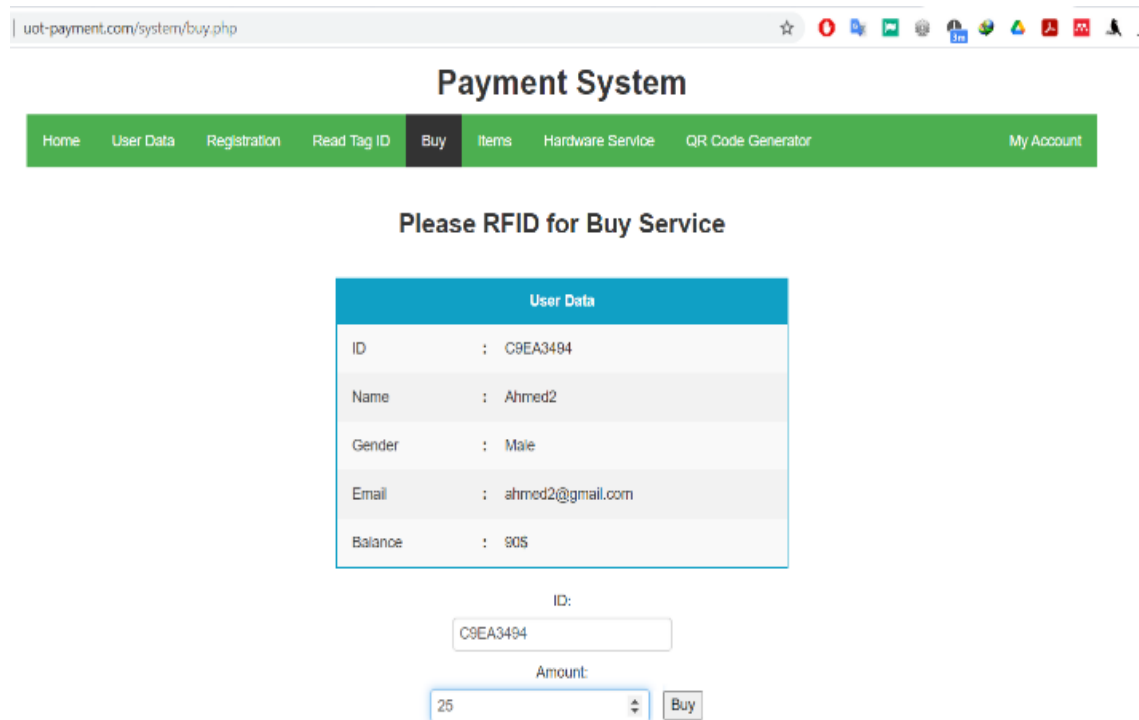 uot-payment.com/system/buy.php
3m
Payment System
Home User Data Registration Read Tag ID Buy Items Hardware Service QR Code Generator My Account
Please RFID for Buy Service
User Data
ID : C9EA3494
Name : Ahmed2
Gender : Male
Email : ahmed2@gmail.com
Balance : 90$
ID:
C9EA3494
Amount:
25 Buy